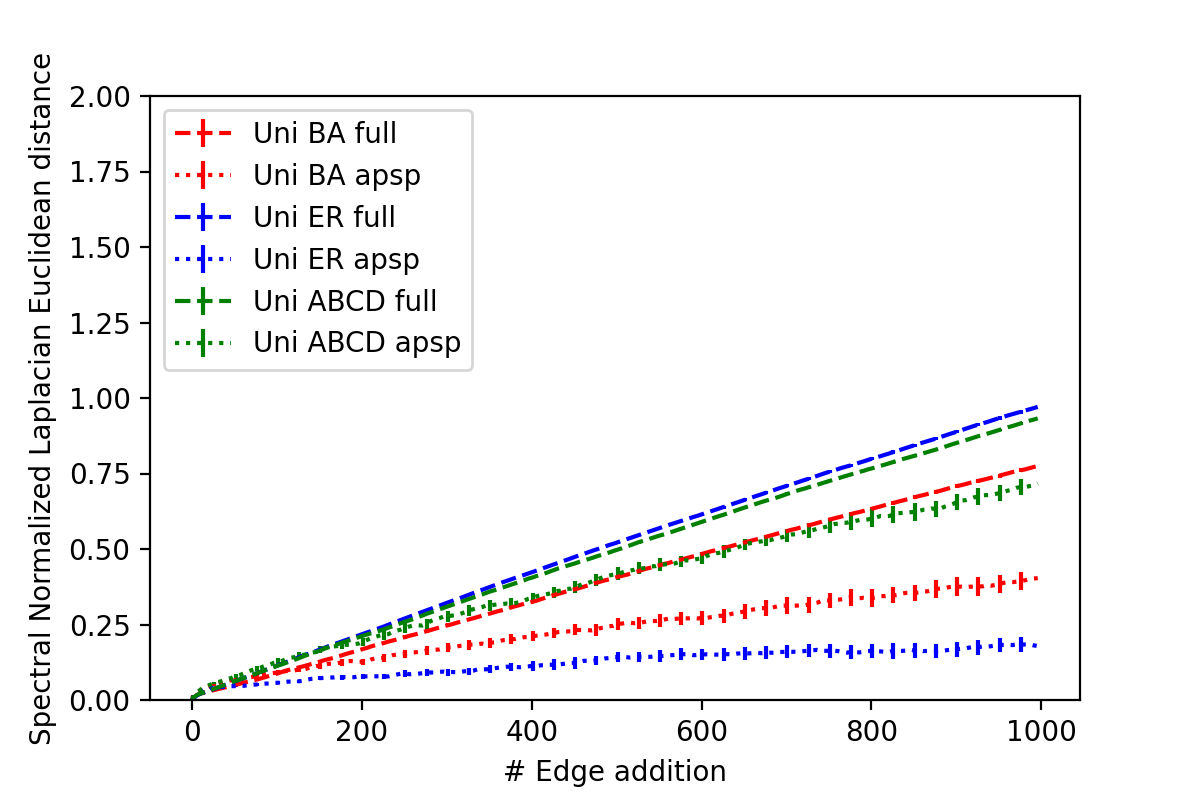 Spectral Normalized Laplacian Euclidean distance
2.00
1.75
1.50
1.25
1.00
0.75
0.50
0.25
0.00
Uni BA full
Uni BA apsp
Uni ER full
Uni ER apsp
Uni ABCD full
Uni ABCD apsp
0 200 400 600 800 1000
# Edge addition